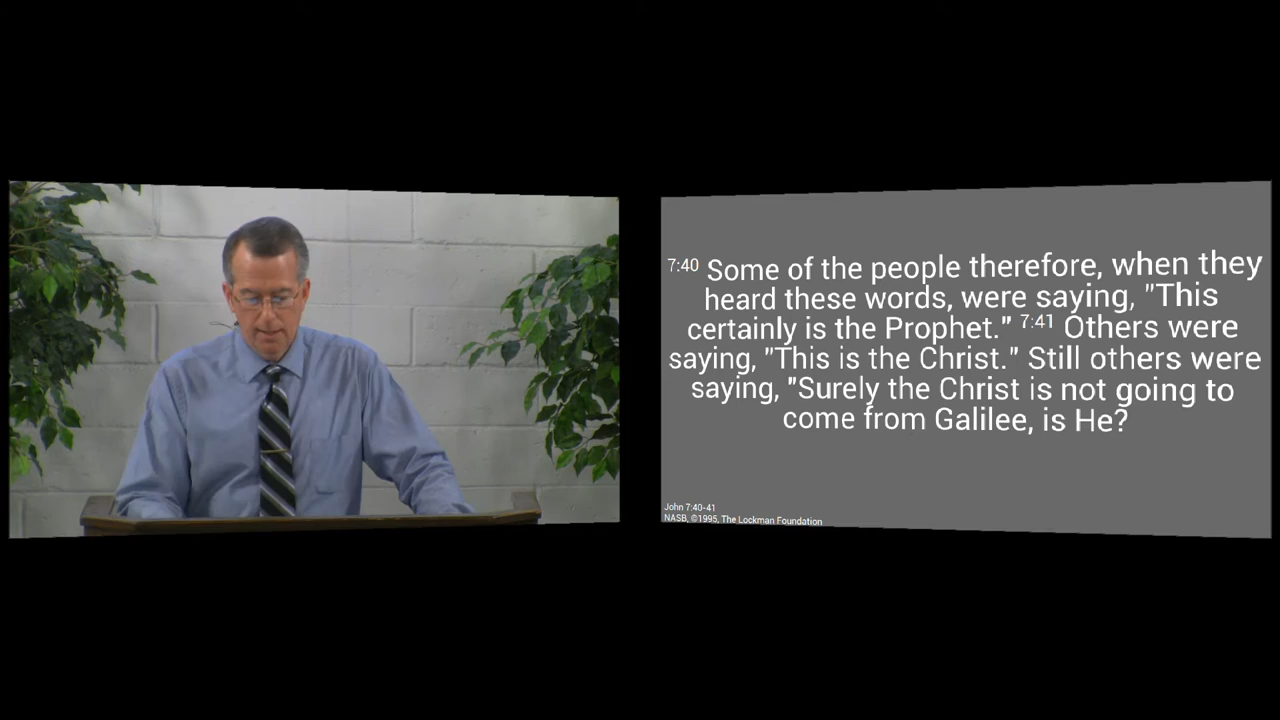 7:40 Some of the people therefore, when they
heard these words, were saying, "This
certainly is the Prophet." 7:41 Others were
saying, "This is the Christ." Still others were
saying, "Surely the Christ is not going to
come from Galilee, is He?
John 7:40-41
NASB, ©1995, The Lockman Foundation